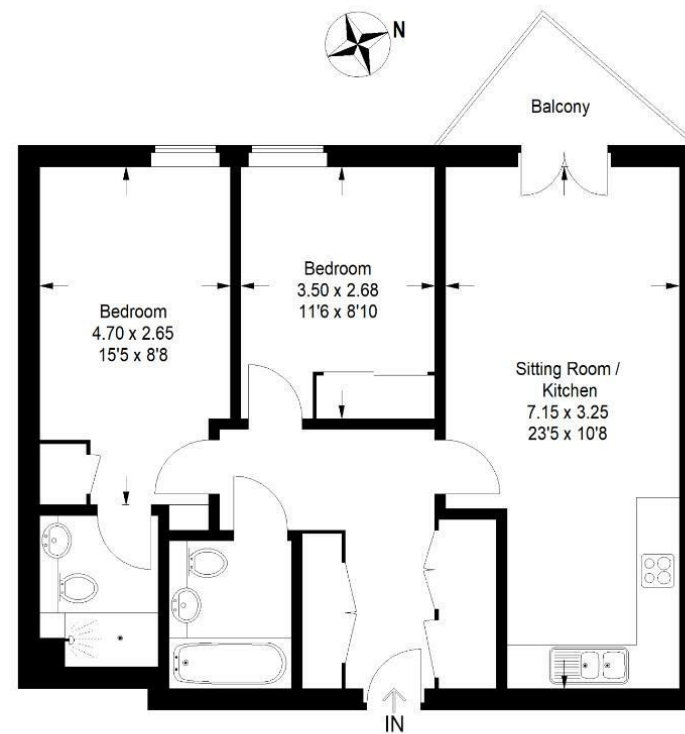 N
Balcony
Bedroom
4.70 x 2.65
15'5 x 8'8
Bedroom
3.50 x 2.68
11'6 x 8'10
Sitting Room /
Kitchen
7.15 x 3.25
23'5 x 10'8
IN